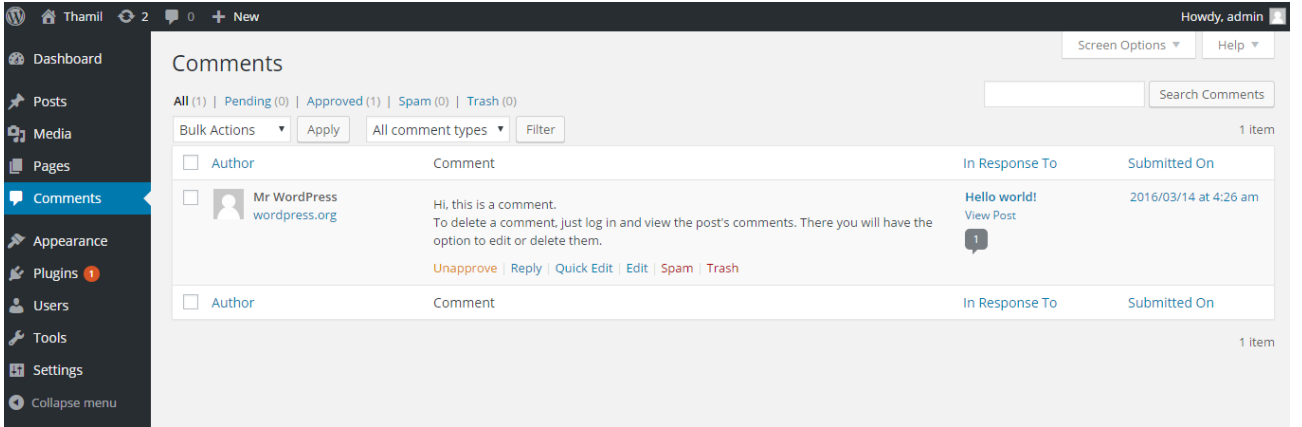 Thamil 2 0 + New Howdy, admin
Screen Options ▼ Help ▼
Dashboard
Posts
Media
Pages
Comments
Appearance
Plugins 1
Users
Tools
Settings
Collapse menu
Comments
All (1) | Pending (0) | Approved (1) | Spam (0) | Trash (0)
Search Comments
Bulk Actions ▼ Apply All comment types ▼ Filter
1 item
Author Comment In Response To Submitted On
Mr WordPress
wordpress.org
Hi, this is a comment.
To delete a comment, just log in and view the post's comments. There you will have the
option to edit or delete them.
Unapprove | Reply | Quick Edit | Edit | Spam | Trash
Hello world!
View Post
1
2016/03/14 at 4:26 am
Author Comment In Response To Submitted On
1 item